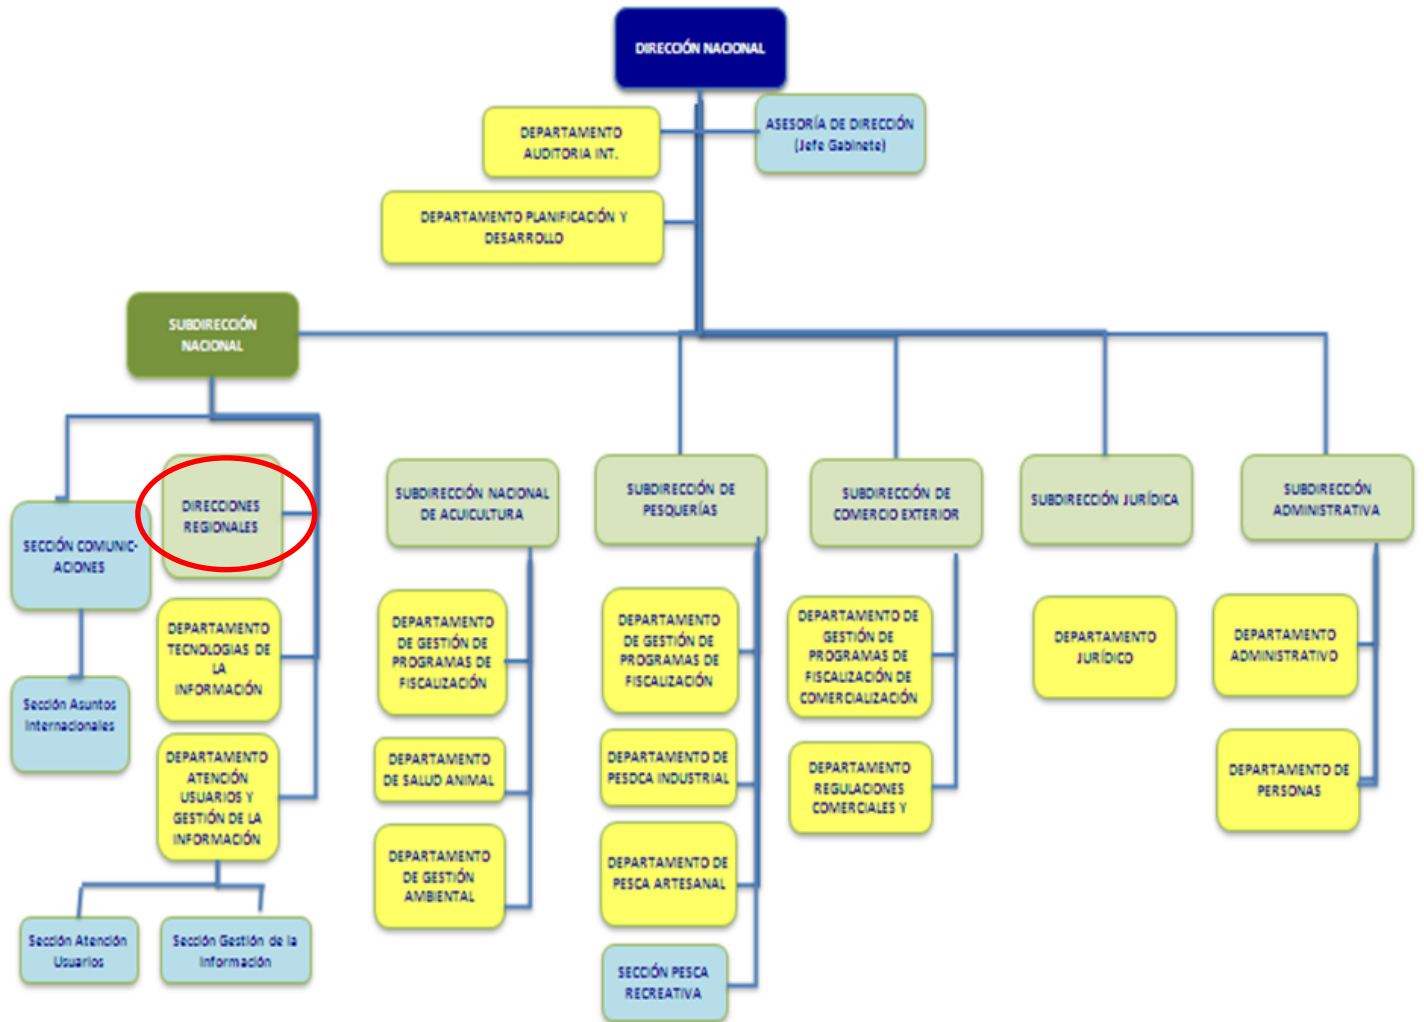 DIRECCIÓN NACIONAL
DEPARTAMENTO
AUDITORIA INT.
ASESORÍA DE DIRECCIÓN
(Jefe Gabinete)
DEPARTAMENTO PLANIFICACIÓN Y
DESARROLLO
SUBDIRECCIÓN
NACIONAL
SECCIÓN COMUNIC-
ACIONES
Sección Asuntos
Internacionales
DIRECCIONES
REGIONALES
DEPARTAMENTO
TECNOLOGIAS DE
LA
INFORMACIÓN
DEPARTAMENTO
ATENCIÓN
USUARIOS Y
GESTIÓN DE LA
INFORMACIÓN
Sección Atención
Usuarios
Sección Gestión de la
Información
SUBDIRECCIÓN NACIONAL
DE ACUICULTURA
DEPARTAMENTO
DE GESTIÓN DE
PROGRAMAS DE
FISCALIZACIÓN
DEPARTAMENTO
DE SALUD ANIMAL
DEPARTAMENTO
DE GESTIÓN
AMBIENTAL
SUBDIRECCIÓN DE
PESQUERÍAS
DEPARTAMENTO
DE GESTIÓN DE
PROGRAMAS DE
FISCALIZACIÓN
DEPARTAMENTO DE
PESDCA INDUSTRIAL
DEPARTAMENTO DE
PESCA ARTESANAL
SECCIÓN PESCA
RECREATIVA
SUBDIRECCIÓN DE
COMERCIO EXTERIOR
DEPARTAMENTO DE
GESTIÓN DE
PROGRAMAS DE
FISCALIZACIÓN DE
COMERCIALIZACIÓN
DEPARTAMENTO
REGULACIONES
COMERCIALES Y
SUBDIRECCIÓN JURÍDICA
DEPARTAMENTO
JURÍDICO
SUBDIRECCIÓN
ADMINISTRATIVA
DEPARTAMENTO
ADMINISTRATIVO
DEPARTAMENTO DE
PERSONAS